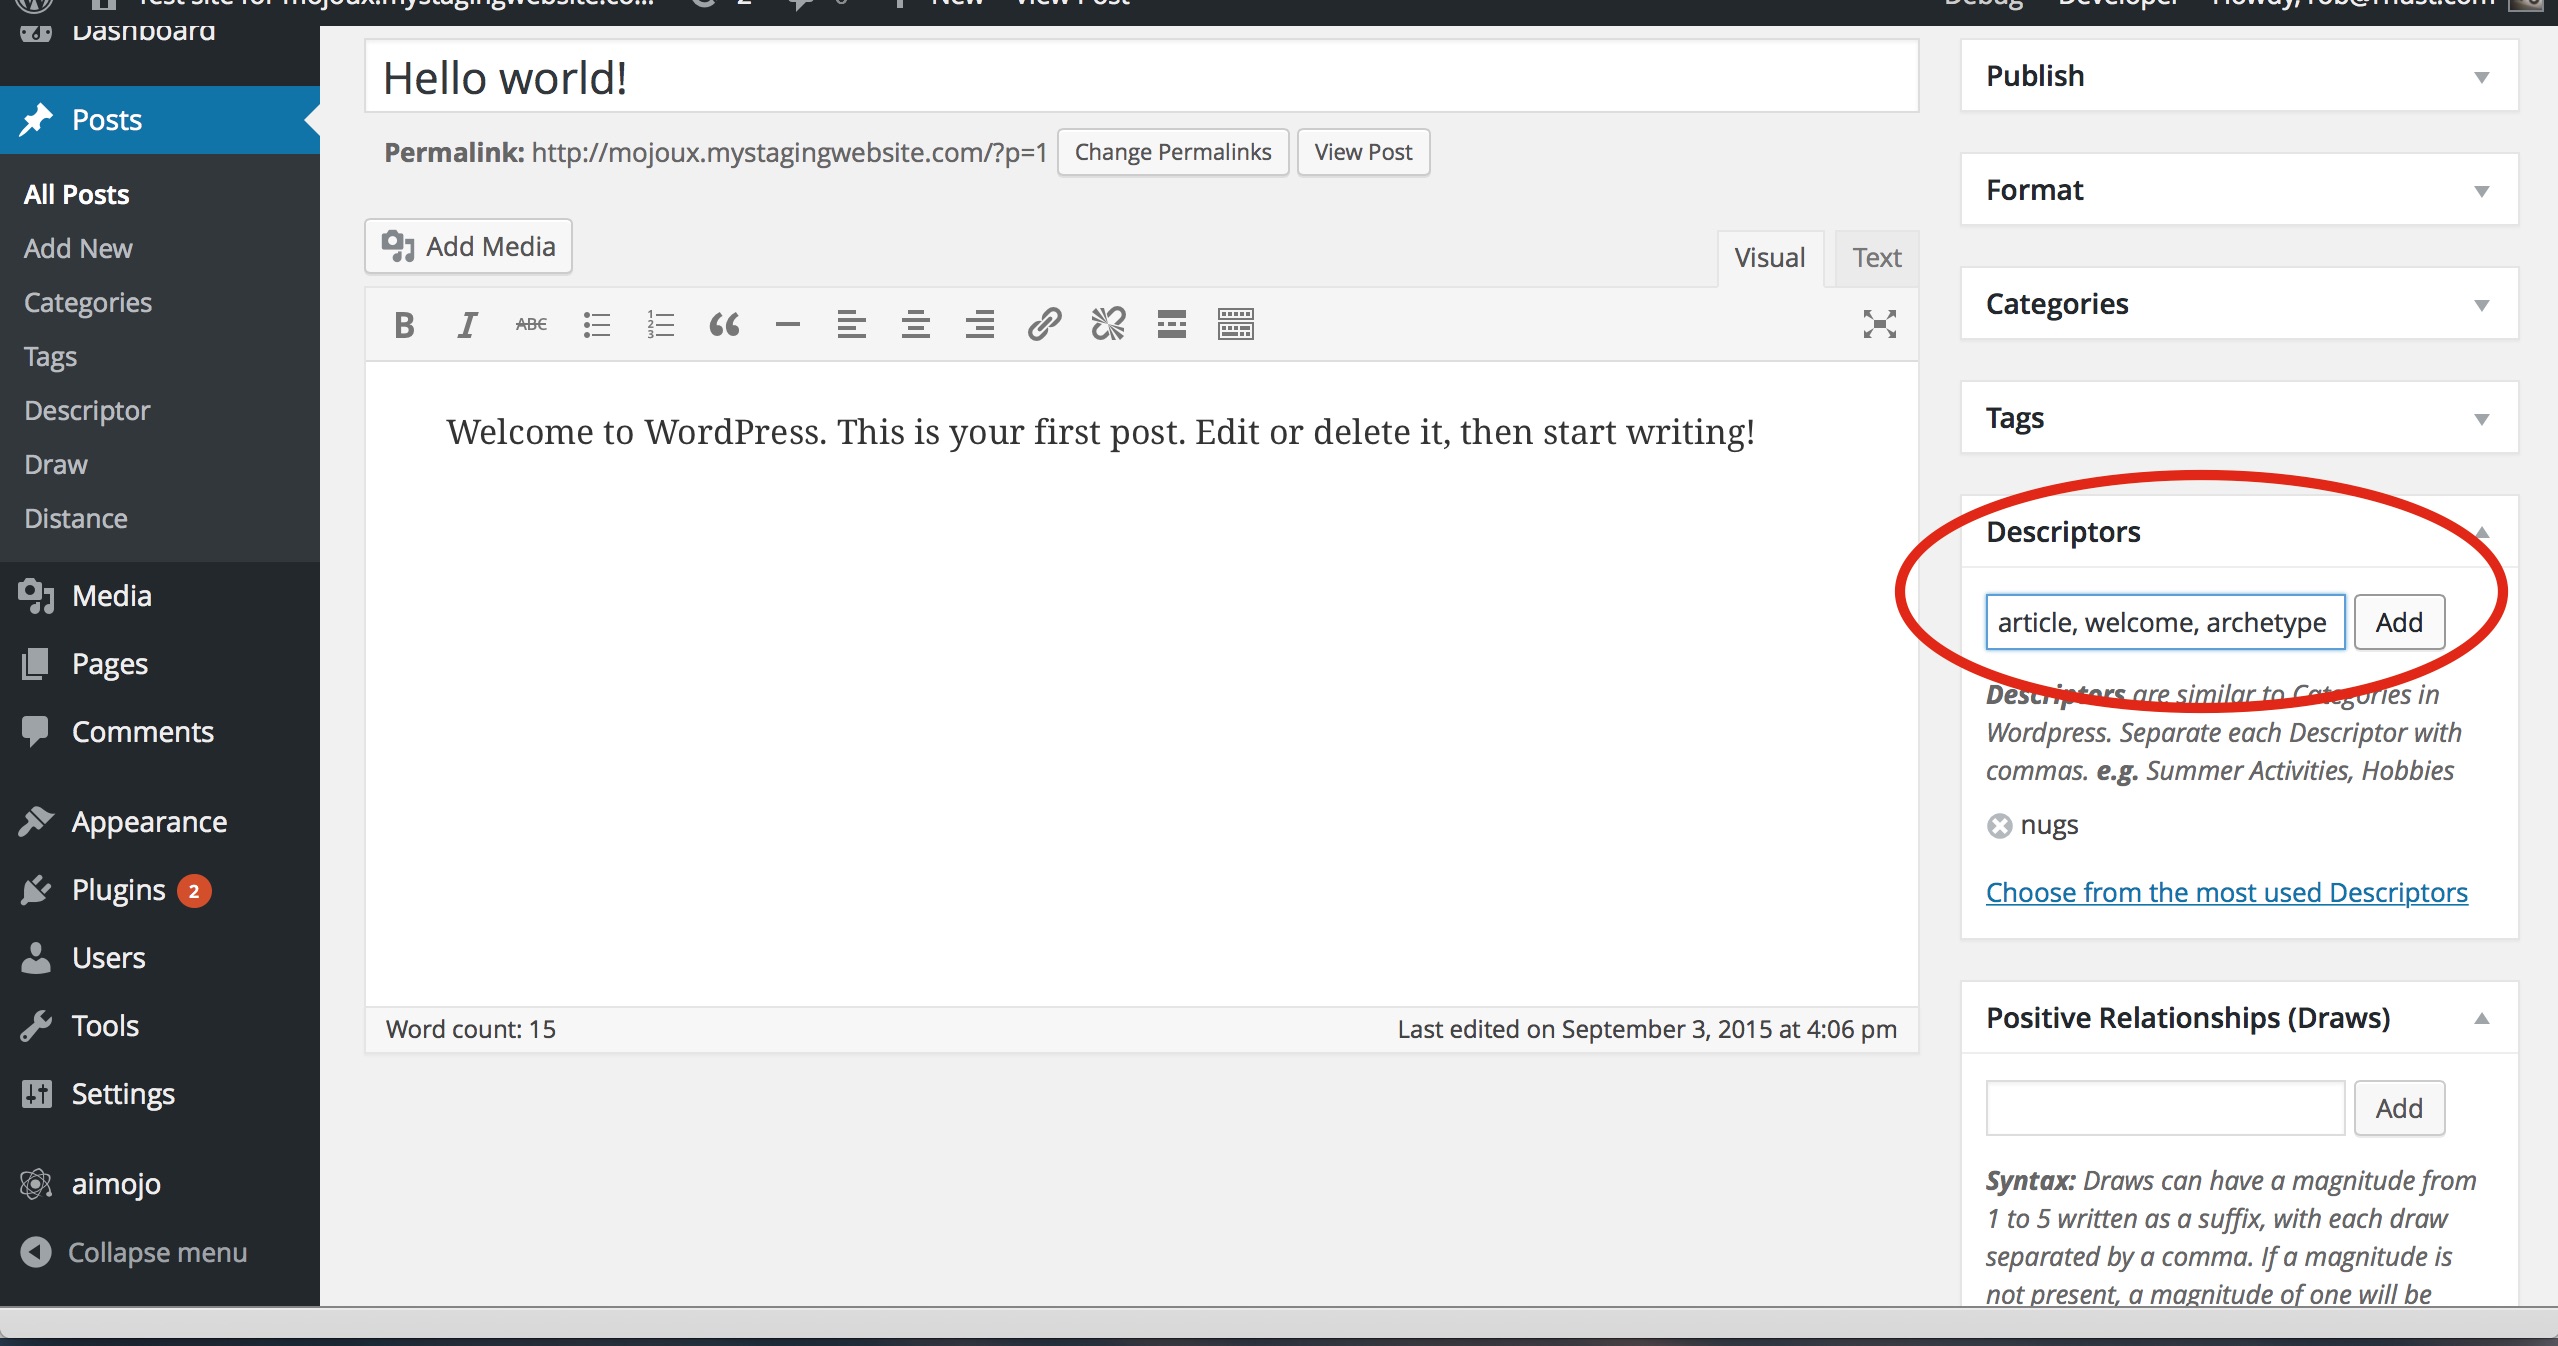 Test site for mojoux.mystagingwebsite.co... 2 0 New View Post Debug Developer
Dashboard
Posts
All Posts
Add New
Categories
Tags
Descriptor
Draw
Distance
Media
Pages
Comments
Appearance
Plugins 2
Users
Tools
Settings
aimojo
Collapse menu
Hello world!
Permalink: http://mojoux.mystagingwebsite.com/?p=1 Change Permalinks View Post
Add Media
Visual Text
B I ABC
Welcome to WordPress. This is your first post. Edit or delete it, then start writing!
Word count: 15 Last edited on September 3, 2015 at 4:06 pm
Publish
Format
Categories
Tags
Descriptors
article, welcome, archetype Add
Descriptors are similar to Categories in
Wordpress. Separate each Descriptor with
commas. e.g. Summer Activities, Hobbies
nugs
Choose from the most used Descriptors
Positive Relationships (Draws)
Add
Syntax: Draws can have a magnitude from
1 to 5 written as a suffix, with each draw
separated by a comma. If a magnitude is
not present, a magnitude of one will be